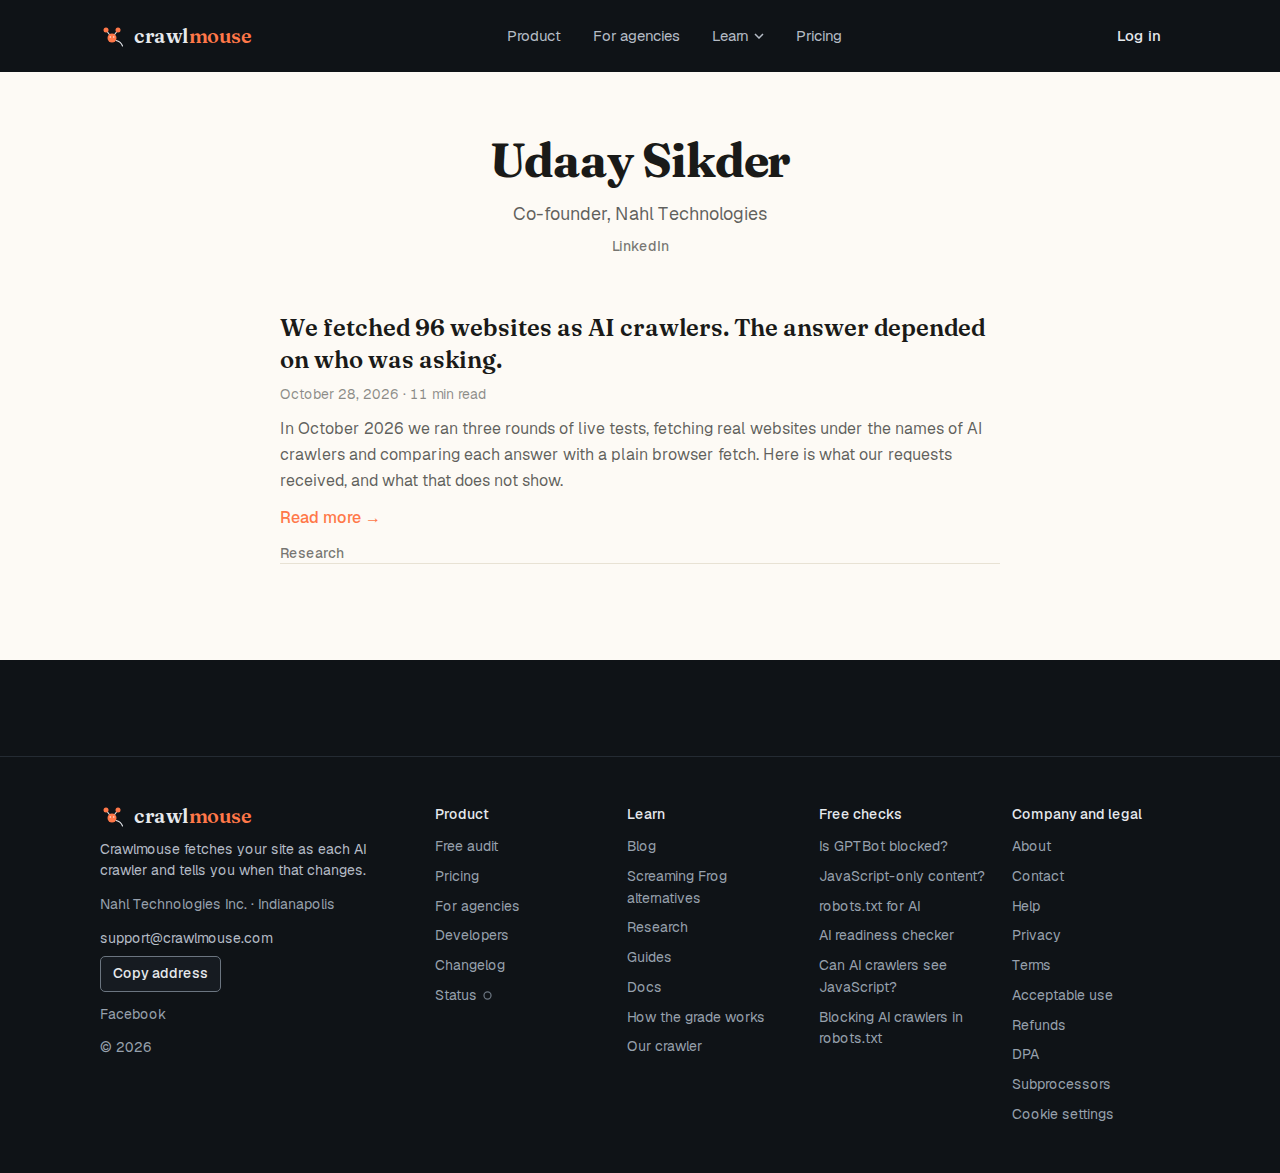 crawlmouse
Product
For agencies
Learn
Pricing
Log in
Udaay Sikder
Co-founder, Nahl Technologies
LinkedIn
We fetched 96 websites as AI crawlers. The answer depended
on who was asking.
October 28, 2026 · 11 min read
In October 2026 we ran three rounds of live tests, fetching real websites under the names of AI
crawlers and comparing each answer with a plain browser fetch. Here is what our requests
received, and what that does not show.
Read more →
Research
crawlmouse
Crawlmouse fetches your site as each AI
crawler and tells you when that changes.
Nahl Technologies Inc. · Indianapolis
support@crawlmouse.com
Copy address
Facebook
© 2026
Product
Free audit
Pricing
For agencies
Developers
Changelog
Status
Learn
Blog
Screaming Frog
alternatives
Research
Guides
Docs
How the grade works
Our crawler
Free checks
Is GPTBot blocked?
JavaScript-only content?
robots.txt for AI
AI readiness checker
Can AI crawlers see
JavaScript?
Blocking AI crawlers in
robots.txt
Company and legal
About
Contact
Help
Privacy
Terms
Acceptable use
Refunds
DPA
Subprocessors
Cookie settings